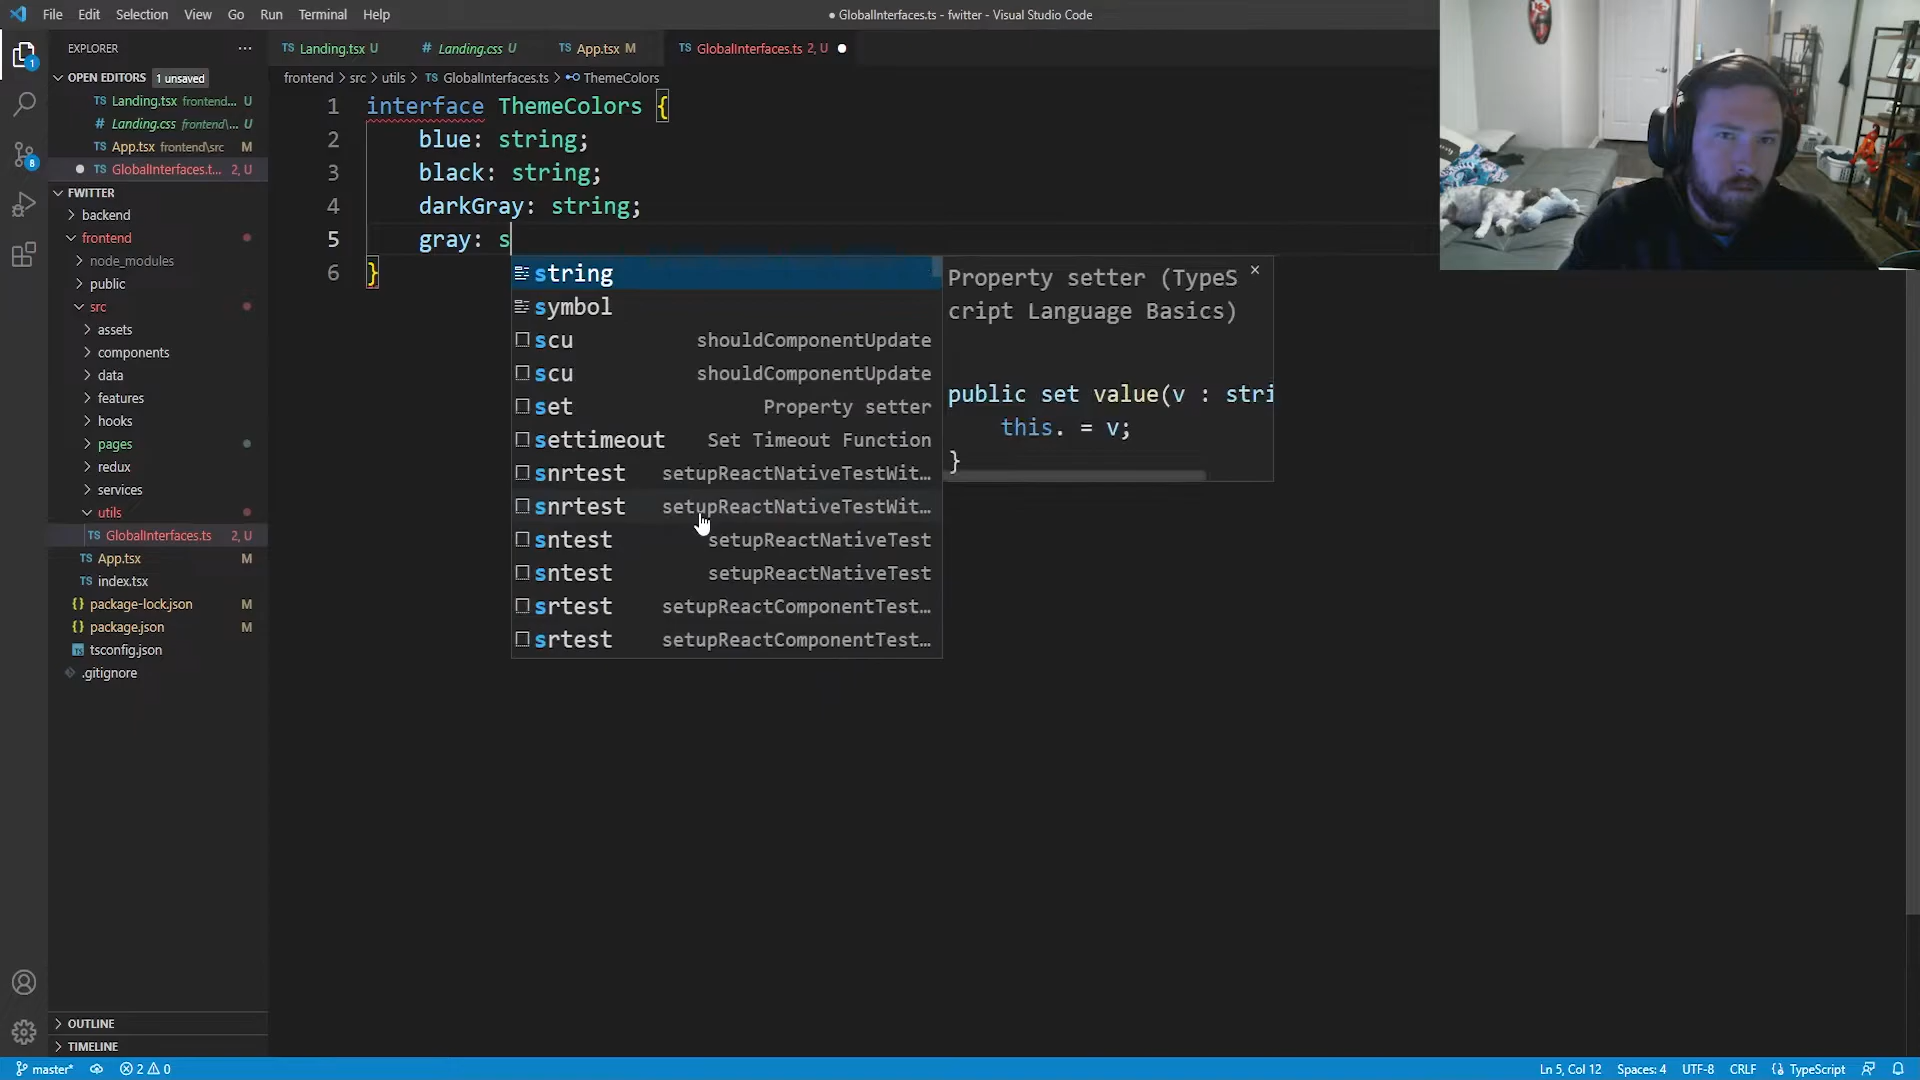 File Edit Selection View Go Run Terminal Help
● GlobalInterfaces.ts - fwitter - Visual Studio Code
EXPLORER ···
TS Landing.tsx U
# Landing.css U
TS App.tsx M
TS GlobalInterfaces.ts 2, U
OPEN EDITORS 1 unsaved
TS Landing.tsx frontend... U
# Landing.css frontend\... U
TS App.tsx frontend\src M
TS GlobalInterfaces.t... 2, U
FWITTER
backend
frontend
node_modules
public
src
assets
components
data
features
hooks
pages
redux
services
utils
TS GlobalInterfaces.ts 2, U
TS App.tsx M
TS index.tsx
{} package-lock.json M
{} package.json M
tsconfig.json
.gitignore
OUTLINE
TIMELINE
frontend > src > utils > TS GlobalInterfaces.ts > ThemeColors
1 interface ThemeColors {
2 blue: string;
3 black: string;
4 darkGray: string;
5 gray: s
6 }
string
symbol
scu shouldComponentUpdate
scu shouldComponentUpdate
set Property setter
settimeout Set Timeout Function
snrtest setupReactNativeTestWit...
snrtest setupReactNativeTestWit...
sntest setupReactNativeTest
sntest setupReactNativeTest
srtest setupReactComponentTest...
srtest setupReactComponentTest...
Property setter (TypeS
cript Language Basics)
public set value(v : stri
this. = v;
}
1
8
master* 2 0
Ln 5, Col 12 Spaces: 4 UTF-8 CRLF {} TypeScript